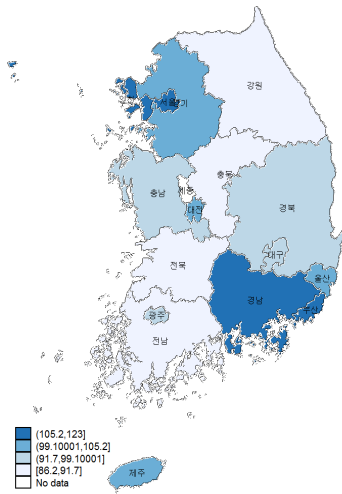 강원
서울
경기
충북
충남
세종
대전
경북
대구
전북
울산
경남
부산
광주
전남
제주
(105.2,123]
(99.10001,105.2]
(91.7,99.10001]
[86.2,91.7]
No data